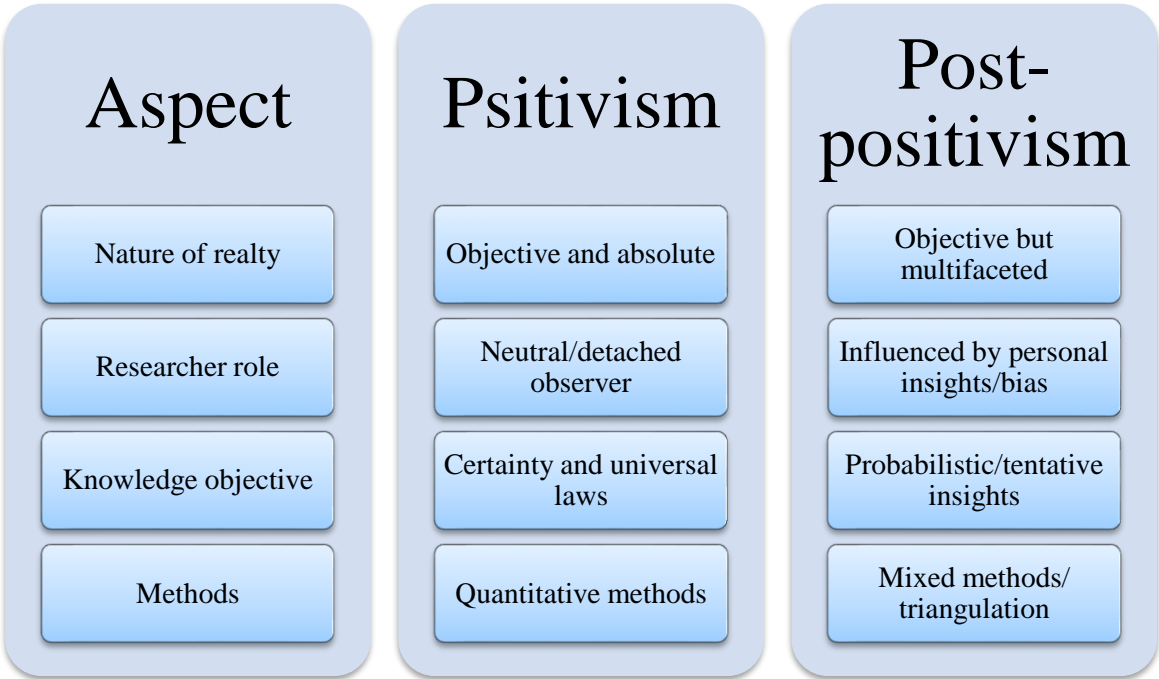 Aspect
Nature of realty
Researcher role
Knowledge objective
Methods
Psitivism
Objective and absolute
Neutral/detached
observer
Certainty and universal
laws
Quantitative methods
Post-
positivism
Objective but
multifaceted
Influenced by personal
insights/bias
Probabilistic/tentative
insights
Mixed methods/
triangulation